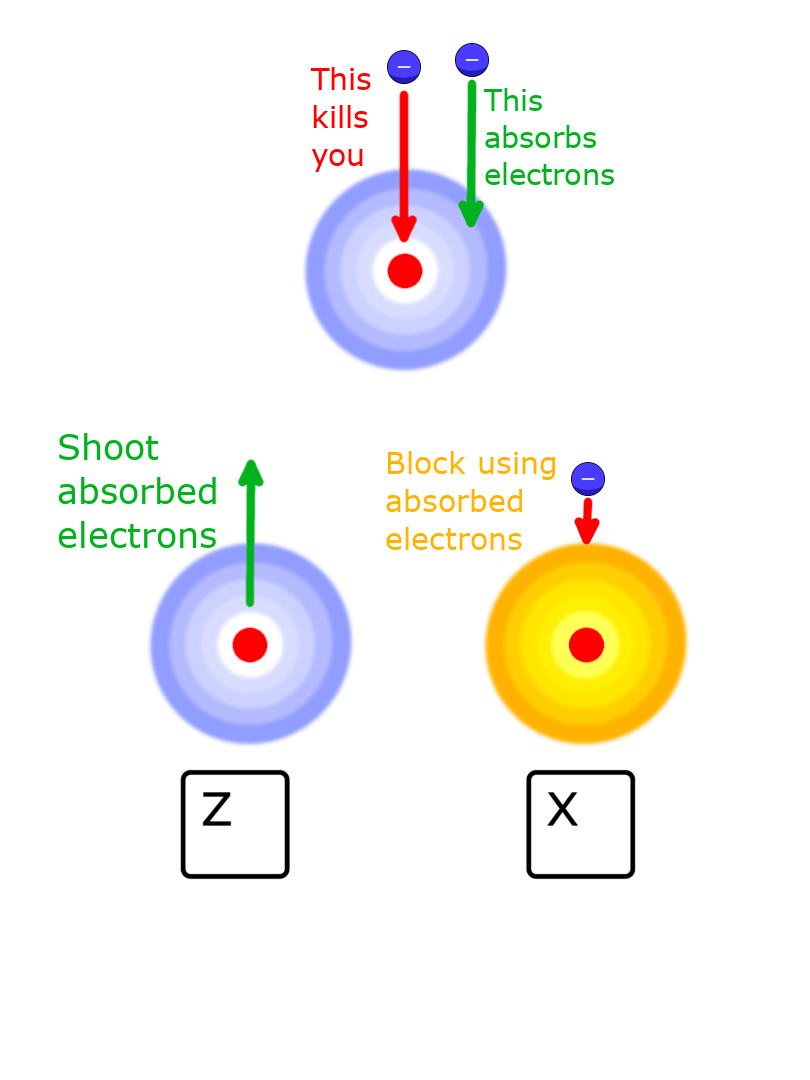 This
kills
you
−
−
This
absorbs
electrons
Shoot
absorbed
electrons
Block using
absorbed
electrons
−
Z
X